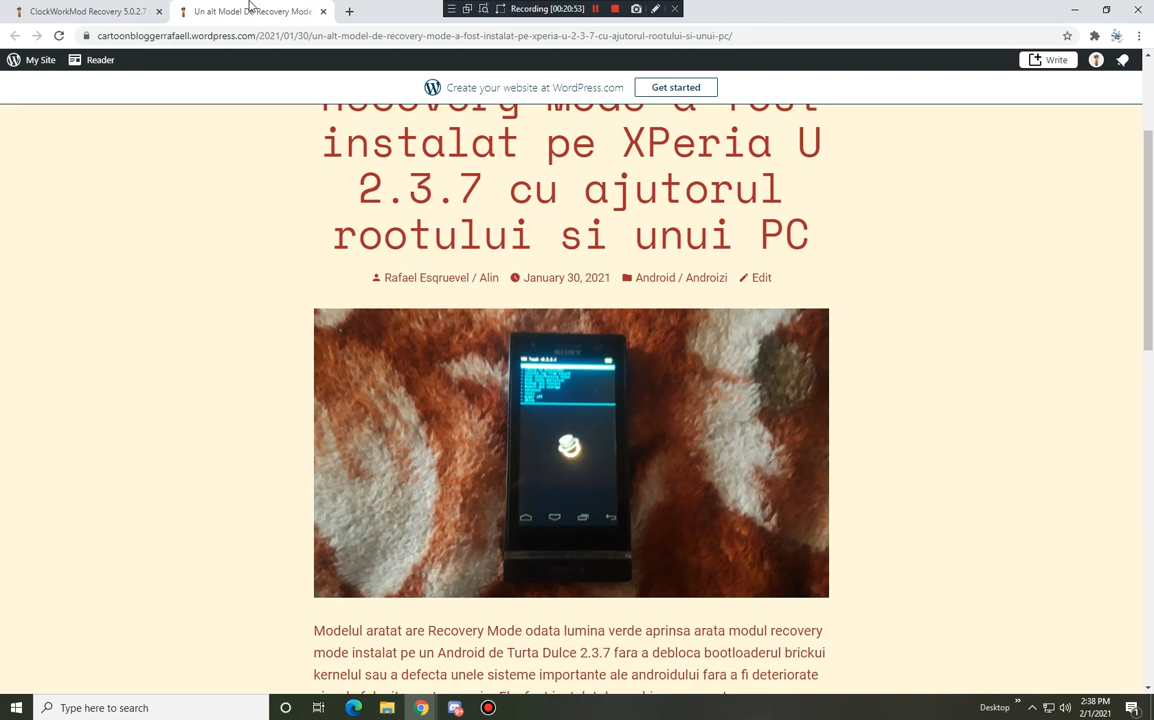 ClockWorkMod Recovery 5.0.2.7
Un alt Model De Recovery Mode
Recording [00:20:53]
cartoonbloggerrafaell.wordpress.com/2021/01/30/un-alt-model-de-recovery-mode-a-fost-instalat-pe-xperia-u-2-3-7-cu-ajutorul-rootului-si-unui-pc/
My Site
Reader
Write
Create your website at WordPress.com
Get started
Recovery Mode a fost
instalat pe XPeria U
2.3.7 cu ajutorul
rootului si unui PC
Rafael Esqruevel / Alin
January 30, 2021
Android / Androizi
Edit
SONY
Modelul aratat are Recovery Mode odata lumina verde aprinsa arata modul recovery
mode instalat pe un Android de Turta Dulce 2.3.7 fara a debloca bootloaderul brickui
kernelul sau a defecta unele sisteme importante ale androidului fara a fi deteriorate
Type here to search
Desktop
2:38 PM
2/1/2021